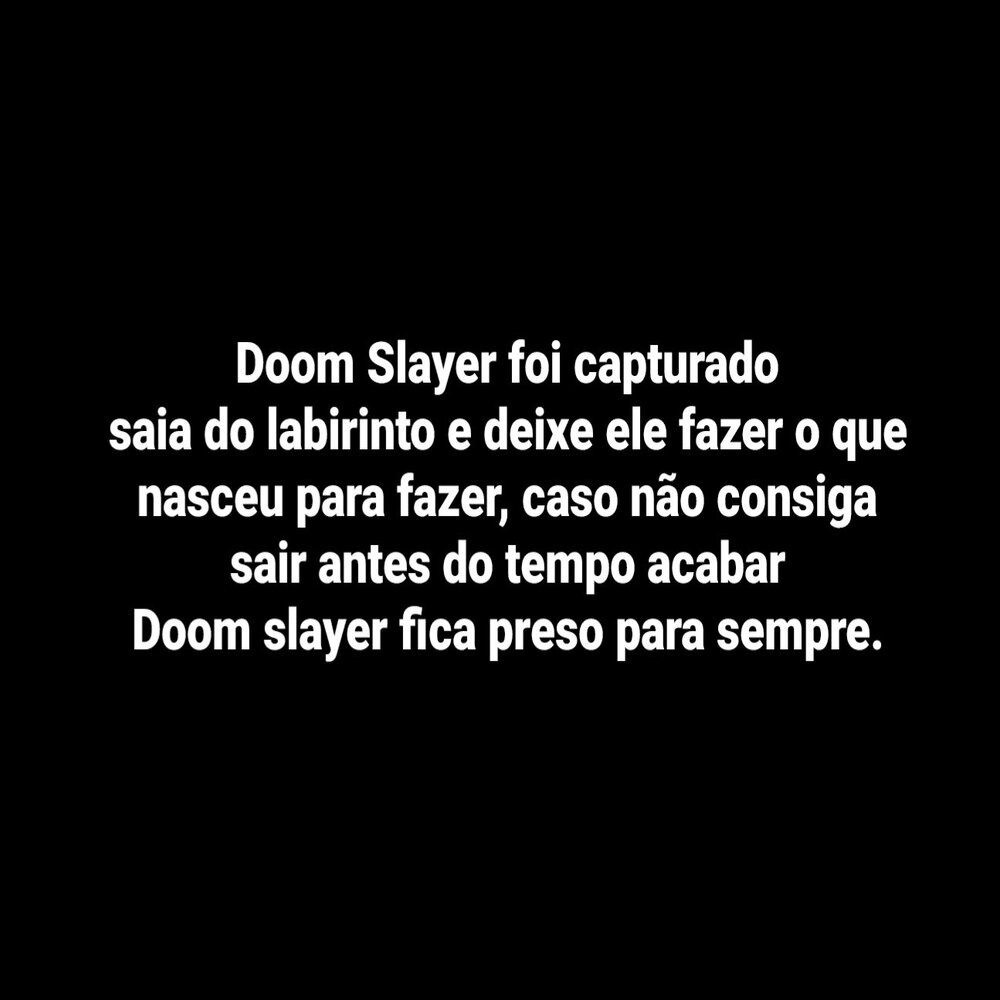 Doom Slayer foi capturado
saia do labirinto e deixe ele fazer o que
nasceu para fazer, caso não consiga
sair antes do tempo acabar
Doom slayer fica preso para sempre.